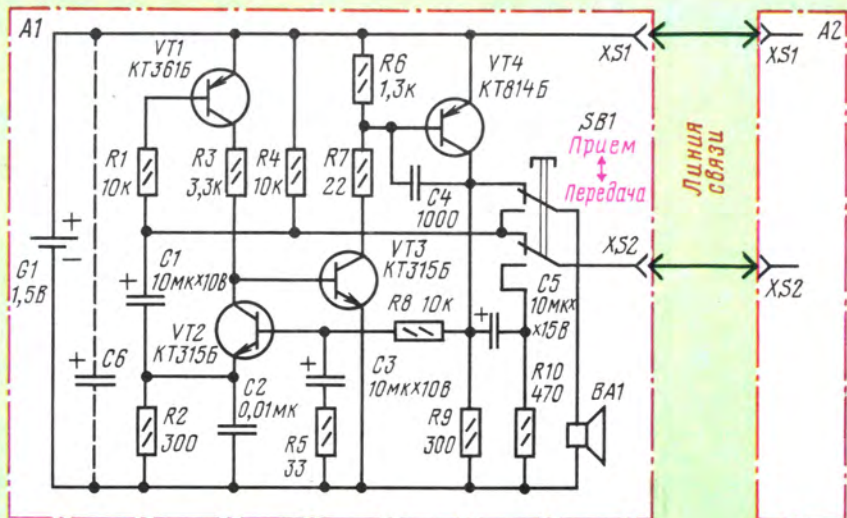 А1
VT1
КТ361Б
R6
1,3к
VT4
КТ814Б
XS1
XS1
А2
SB1
Прием
Передача
Линия
связи
R1
10к
R3
3,3к
R4
10к
R7
22
C4
1000
+
-
G1
1,5В
C1
10мк×10В
+
VT3
КТ315Б
XS2
XS2
C5
10мк×
×15В
+
R8 10к
VT2
КТ315Б
+
C6
+
C3
10мк×10В
C2
0,01мк
R2
300
R5
33
R9
300
R10
470
BA1